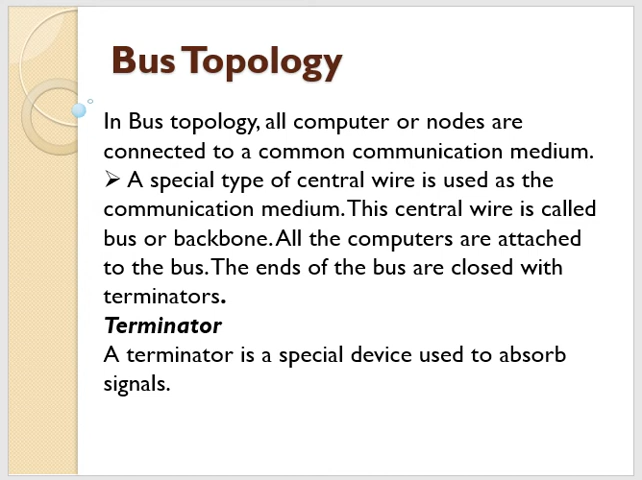 Bus Topology
In Bus topology, all computer or nodes are
connected to a common communication medium.
➢ A special type of central wire is used as the
communication medium. This central wire is called
bus or backbone. All the computers are attached
to the bus. The ends of the bus are closed with
terminators.
Terminator
A terminator is a special device used to absorb
signals.